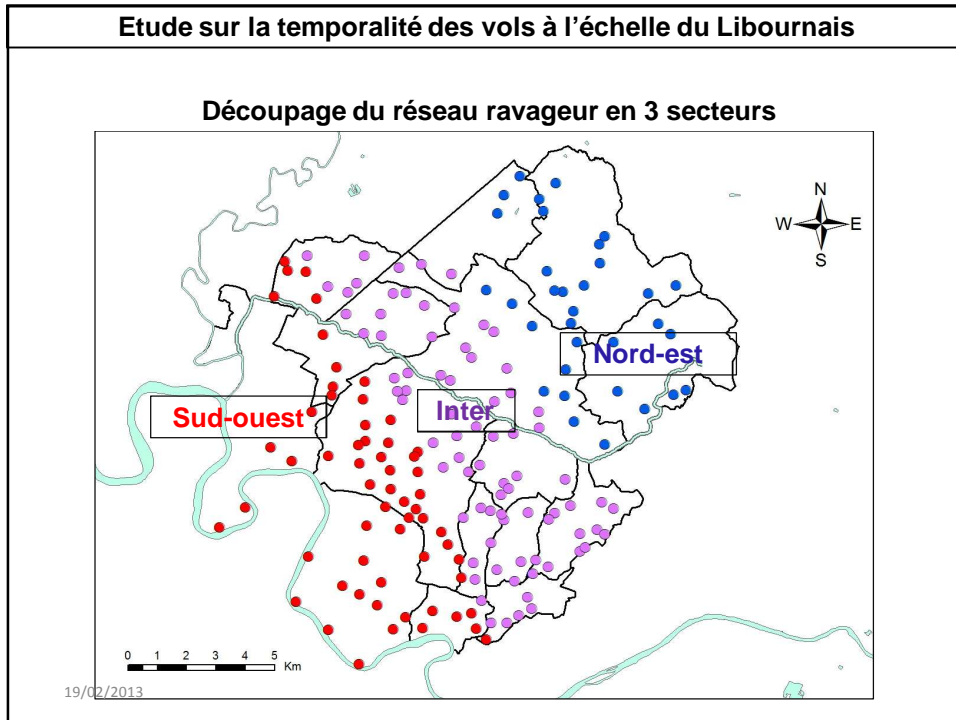 Etude sur la temporalité des vols à l'échelle du Libournais
Découpage du réseau ravageur en 3 secteurs
N
W E
S
Nord-est
Inter
Sud-ouest
0 1 2 3 4 5
Km
19/02/2013